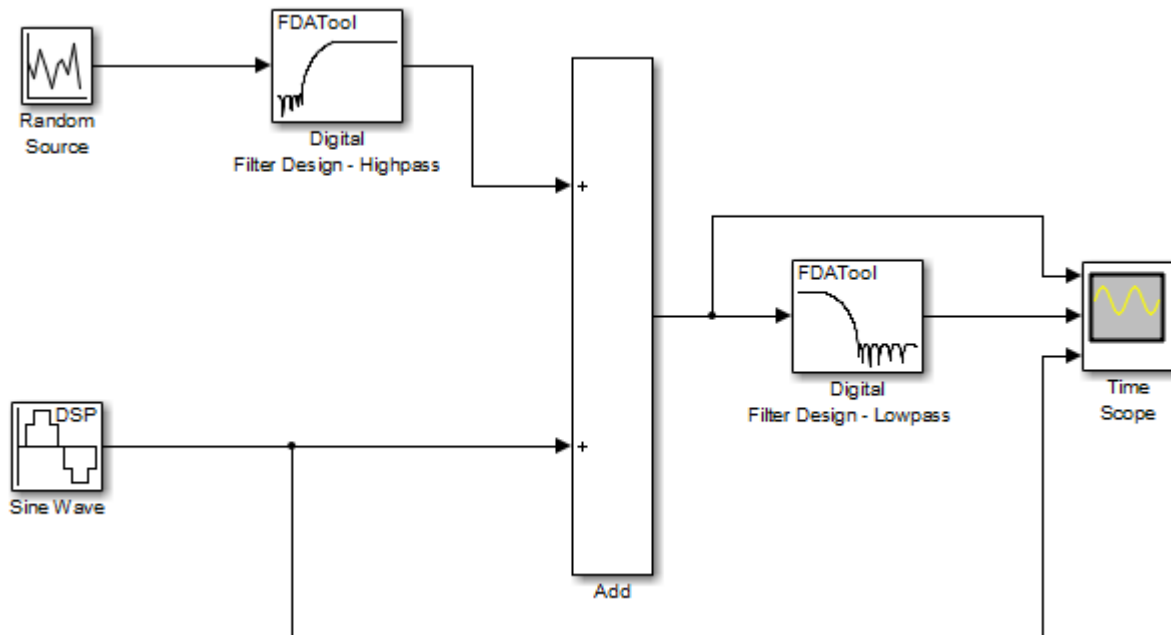 FDATool
Random
Source
Digital
Filter Design - Highpass
+
FDATool
DSP
+
Digital
Filter Design - Lowpass
Time
Scope
Sine Wave
Add